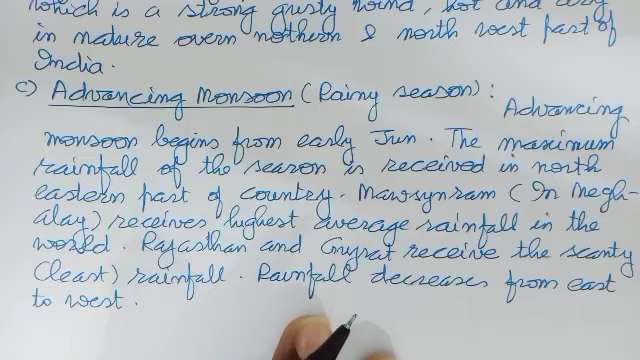 which is a strong gusty wind, hot and dry
in nature overn nothern & north west part of
India.
c) Advancing Monsoon (Rainy season):
Advancing
monsoon begins from early Jun. The maximum
rainfall of the season is received in north
eastern part of country. Mawsynram (In Megh-
alay) receives highest average rainfall in the
world. Rajasthan and Gujrat receive the scanty
(least) rainfall. Rainfall decreases from east
to west.